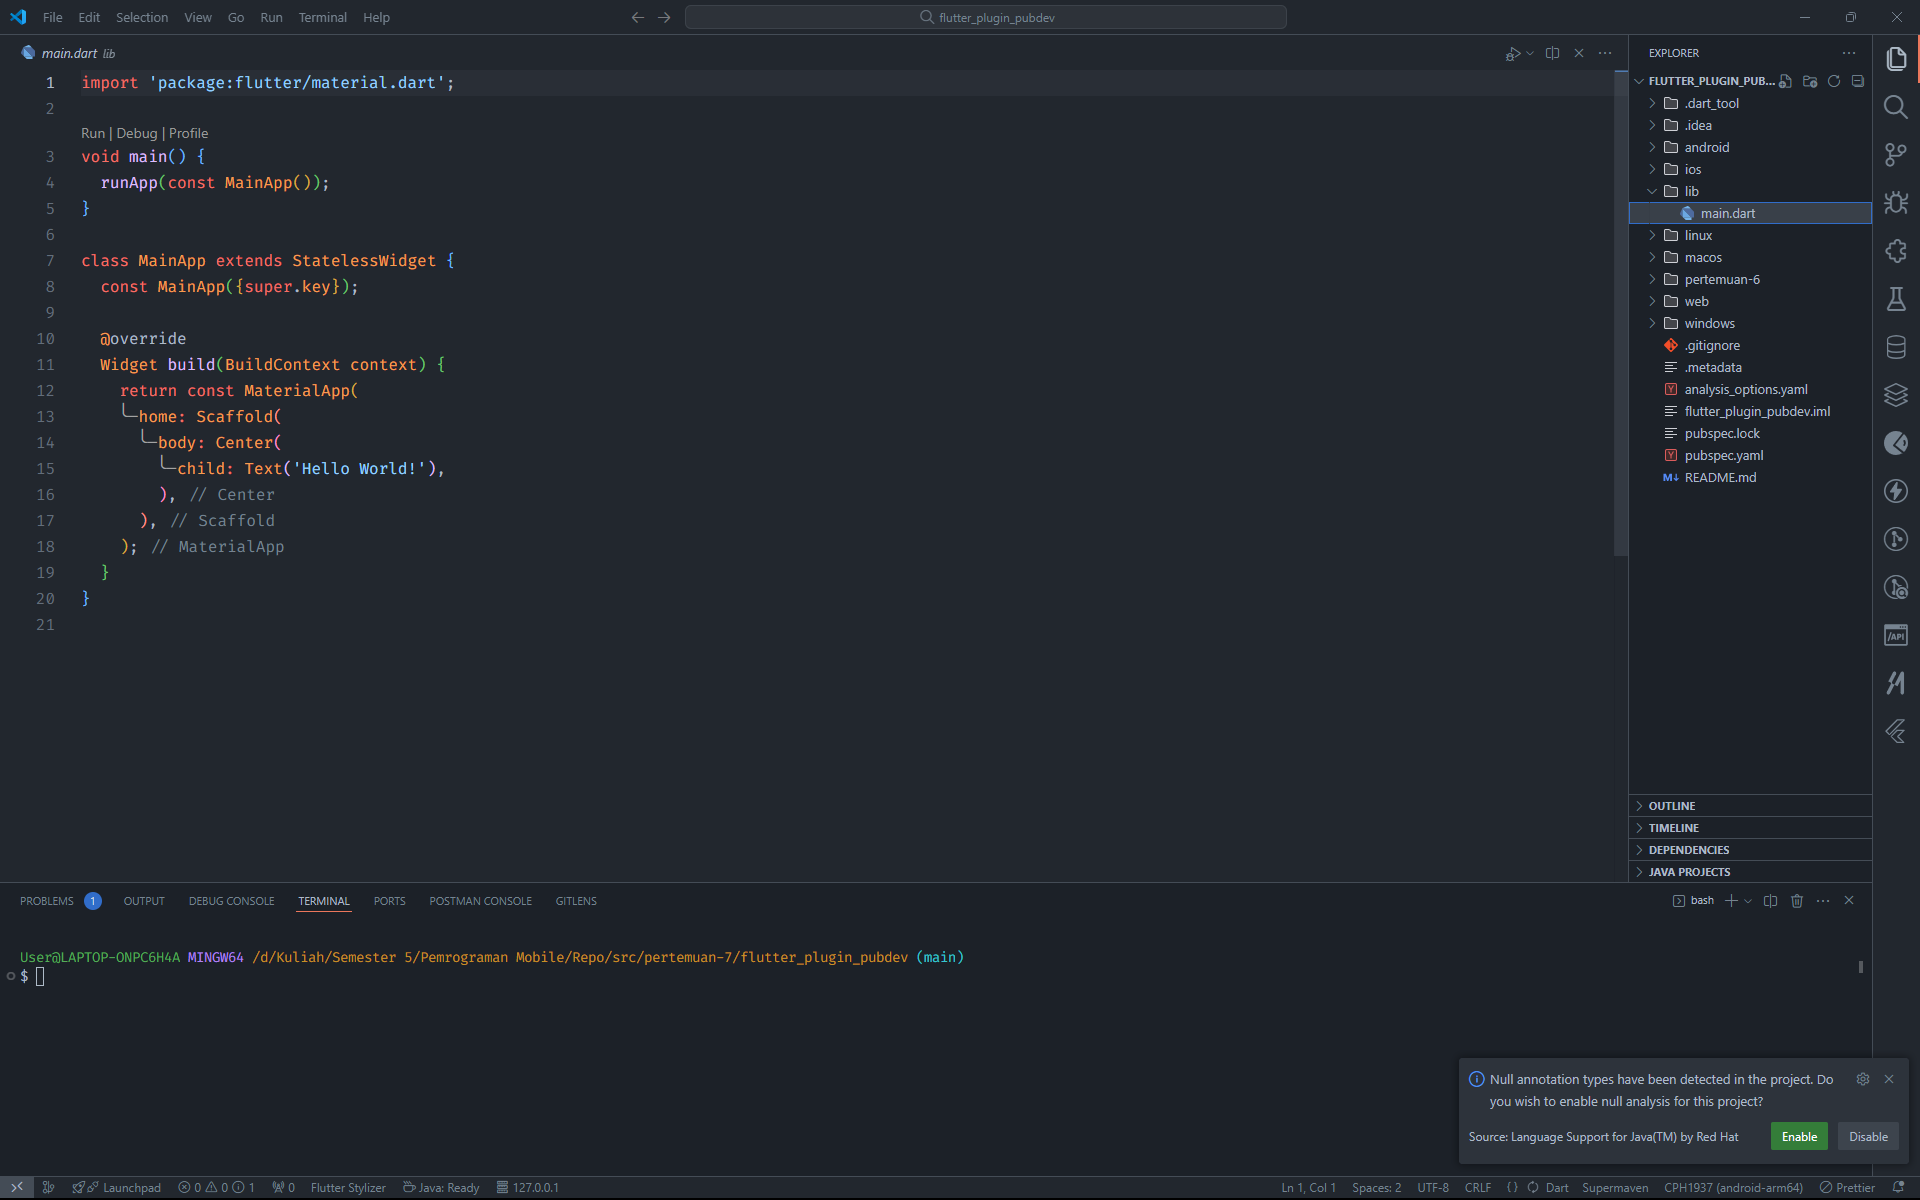 File Edit Selection View Go Run Terminal Help
flutter_plugin_pubdev
main.dart lib
1 import 'package:flutter/material.dart';
2
Run | Debug | Profile
3 void main() {
4 runApp(const MainApp());
5 }
6
7 class MainApp extends StatelessWidget {
8 const MainApp({super.key});
9
10 @override
11 Widget build(BuildContext context) {
12 return const MaterialApp(
13 home: Scaffold(
14 body: Center(
15 child: Text('Hello World!'),
16 ), // Center
17 ), // Scaffold
18 ); // MaterialApp
19 }
20 }
21
EXPLORER
FLUTTER_PLUGIN_PUB...
.dart_tool
.idea
android
ios
lib
main.dart
linux
macos
pertemuan-6
web
windows
.gitignore
.metadata
analysis_options.yaml
flutter_plugin_pubdev.iml
pubspec.lock
pubspec.yaml
M↓ README.md
OUTLINE
TIMELINE
DEPENDENCIES
JAVA PROJECTS
/API
PROBLEMS 1 OUTPUT DEBUG CONSOLE TERMINAL PORTS POSTMAN CONSOLE GITLENS
bash
User@LAPTOP-ONPC6H4A MINGW64 /d/Kuliah/Semester 5/Pemrograman Mobile/Repo/src/pertemuan-7/flutter_plugin_pubdev (main)
$
Null annotation types have been detected in the project. Do
you wish to enable null analysis for this project?
Source: Language Support for Java(TM) by Red Hat Enable Disable
Launchpad 0 0 1 0 Flutter Stylizer Java: Ready 127.0.0.1 Ln 1, Col 1 Spaces: 2 UTF-8 CRLF {} Dart Supermaven CPH1937 (android-arm64) Prettier